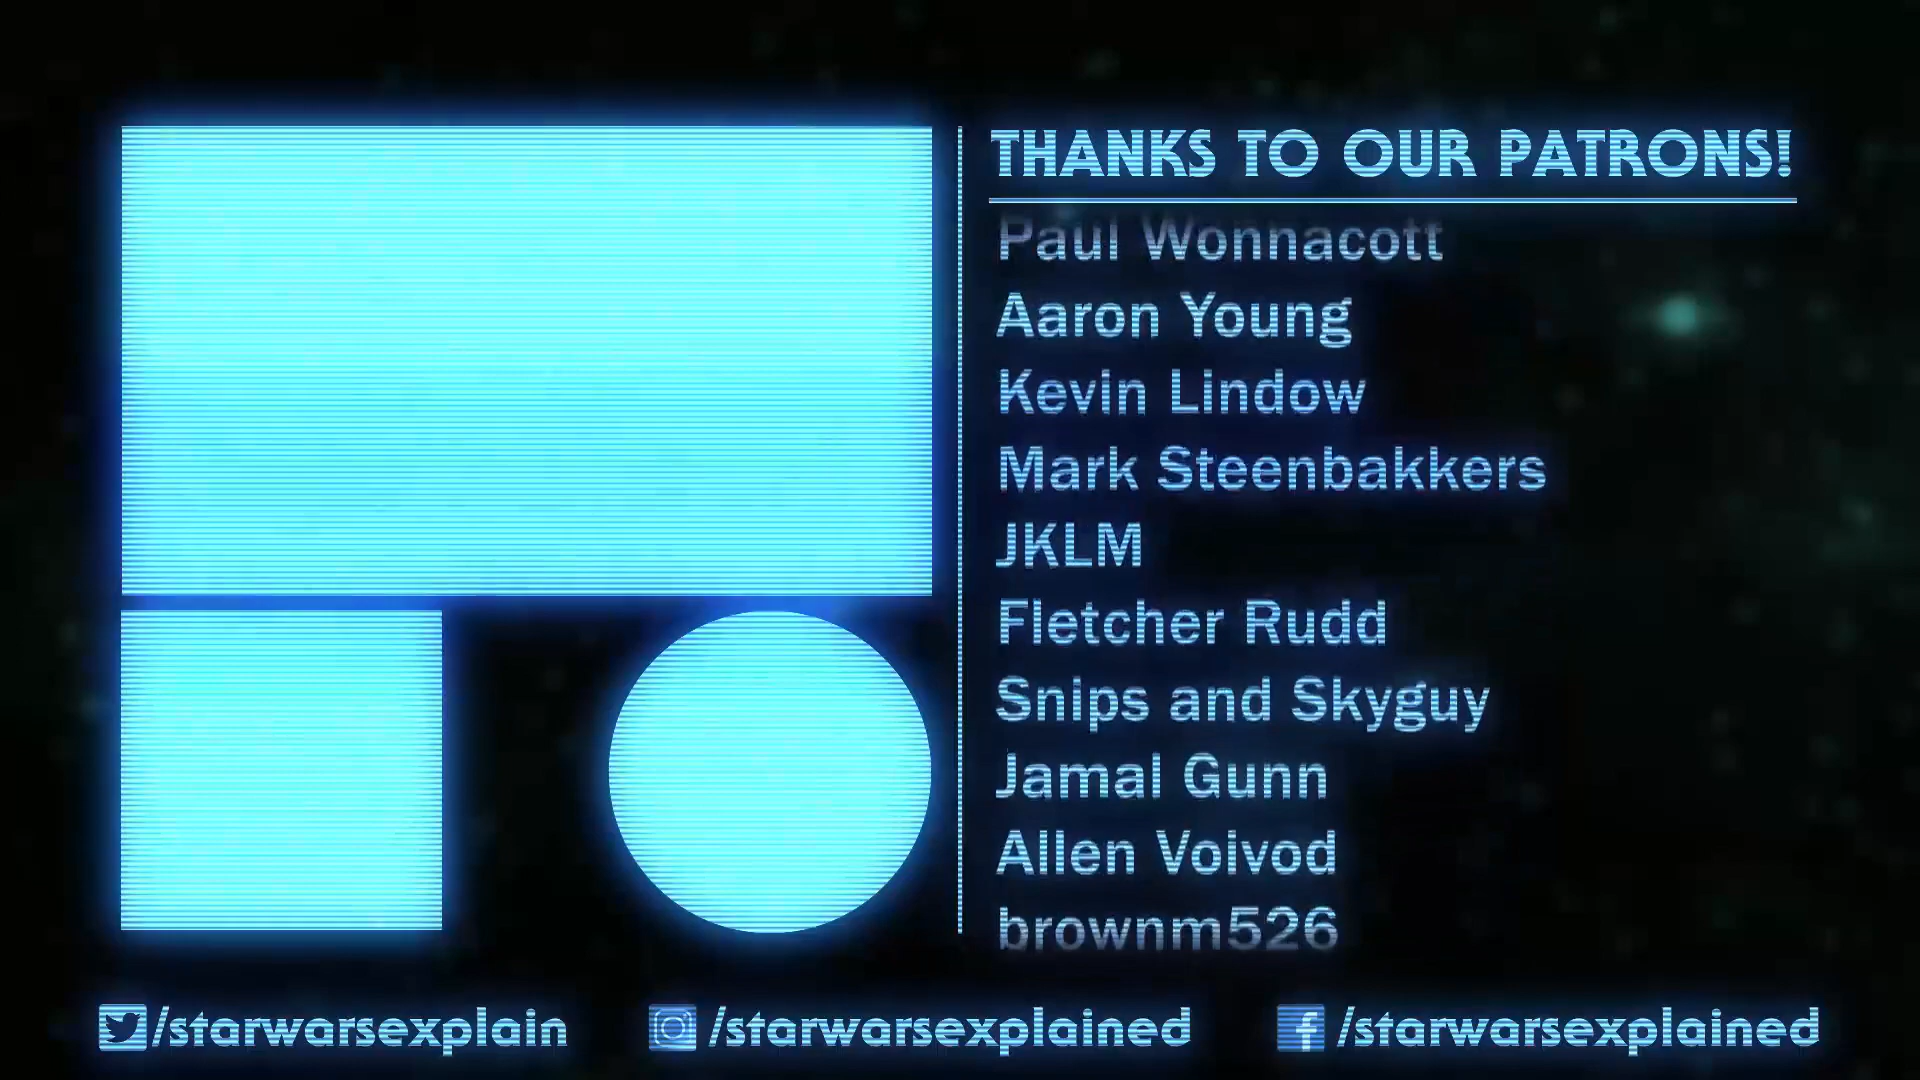 THANKS TO OUR PATRONS!
Paul Wonnacott
Aaron Young
Kevin Lindow
Mark Steenbakkers
JKLM
Fletcher Rudd
Snips and Skyguy
Jamal Gunn
Allen Voivod
brownm526
/starwarsexplain /starwarsexplained /starwarsexplained